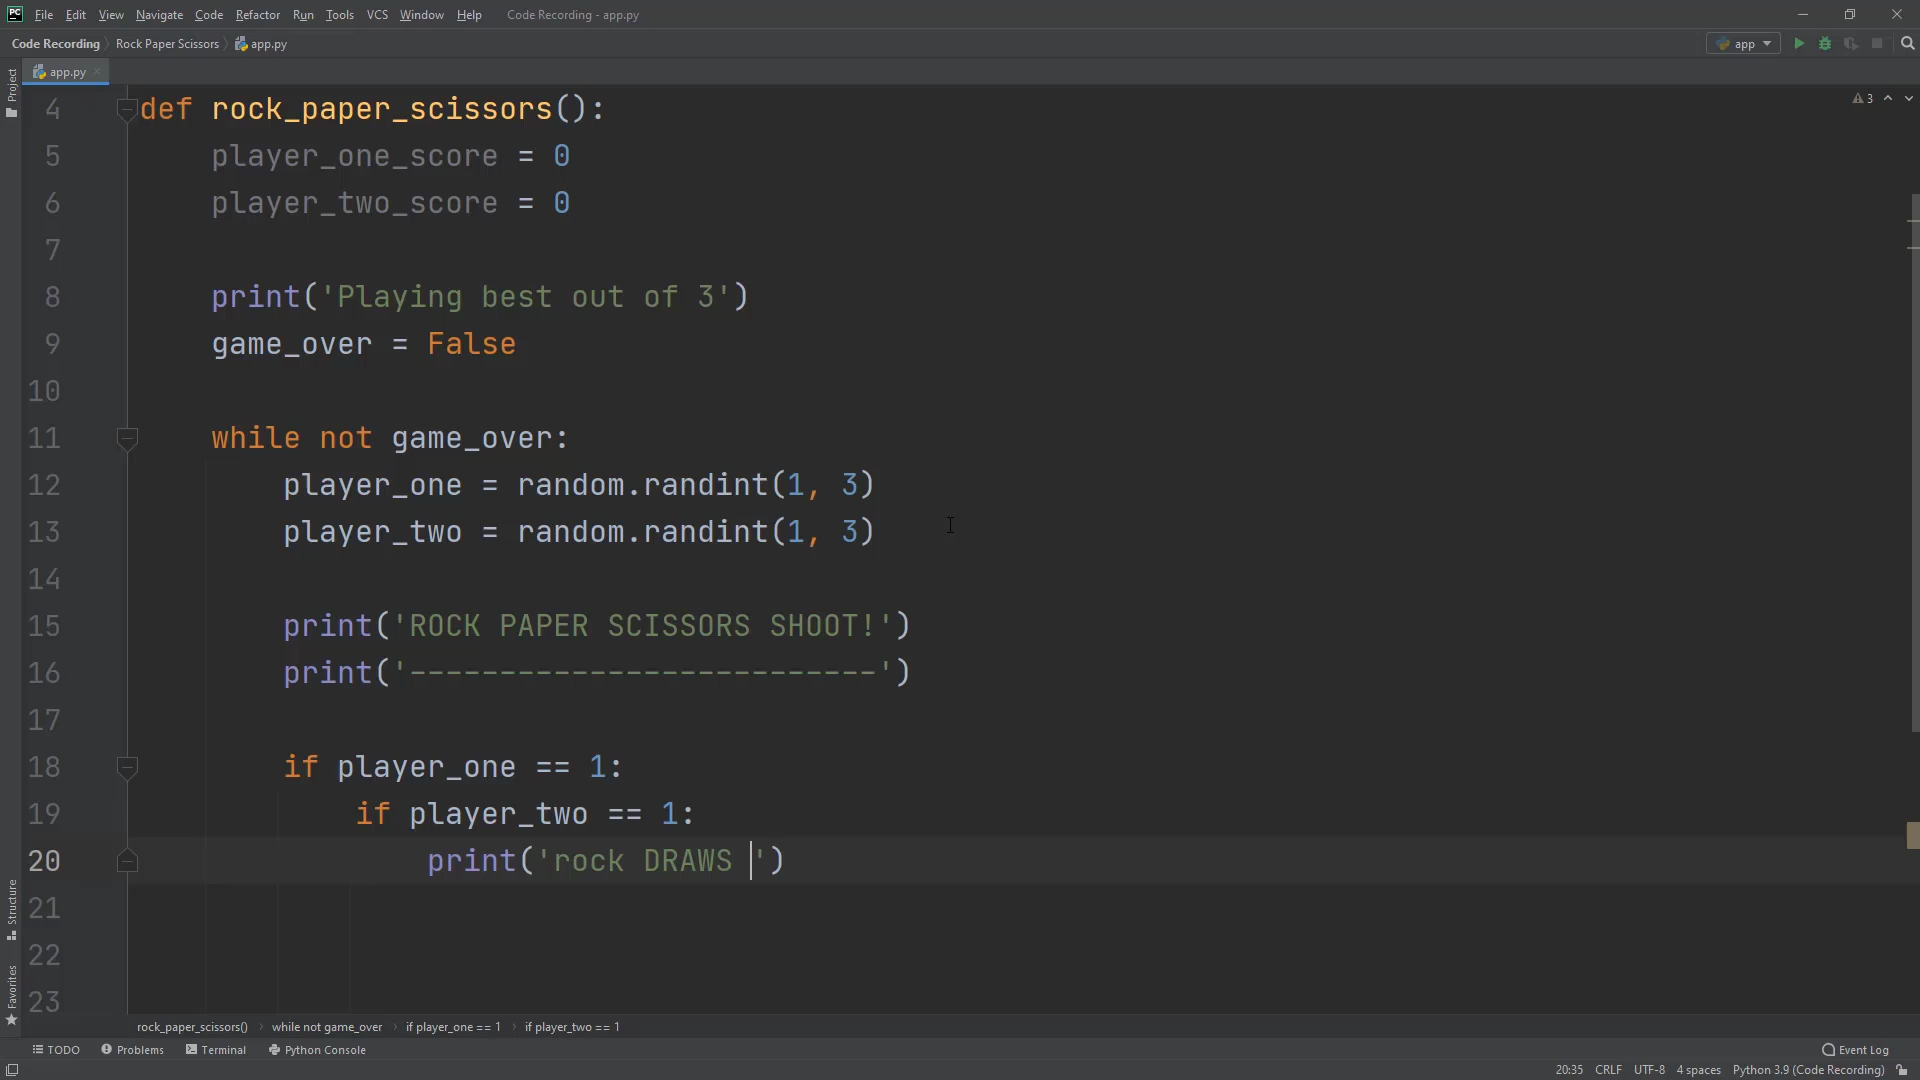 PC File Edit View Navigate Code Refactor Run Tools VCS Window Help Code Recording - app.py
Code Recording Rock Paper Scissors app.py app
app.py
Project
4 def rock_paper_scissors(): 3
5 player_one_score = 0
6 player_two_score = 0
7
8 print('Playing best out of 3')
9 game_over = False
10
11 while not game_over:
12 player_one = random.randint(1, 3)
13 player_two = random.randint(1, 3)
14
15 print('ROCK PAPER SCISSORS SHOOT!')
16 print('--------------------------')
17
18 if player_one == 1:
19 if player_two == 1:
20 print('rock DRAWS ')
21
22
23
Structure
Favorites
rock_paper_scissors() while not game_over if player_one == 1 if player_two == 1
TODO Problems Terminal Python Console Event Log
20:35 CRLF UTF-8 4 spaces Python 3.9 (Code Recording)